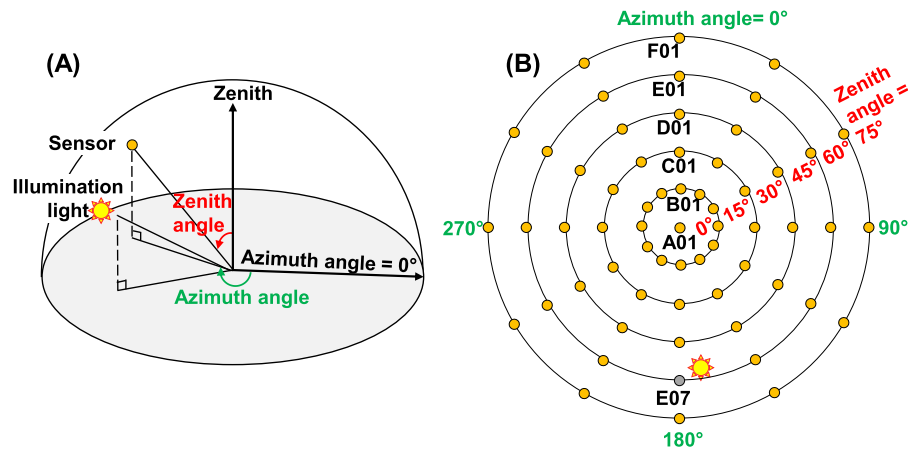 (A)
Zenith
Sensor
Illumination
light
Zenith
angle
Azimuth angle = 0°
Azimuth angle
(B)
Azimuth angle= 0°
F01
E01
D01
C01
B01
A01
E07
Zenith
angle =
0° 15° 30° 45° 60° 75°
270°
90°
180°